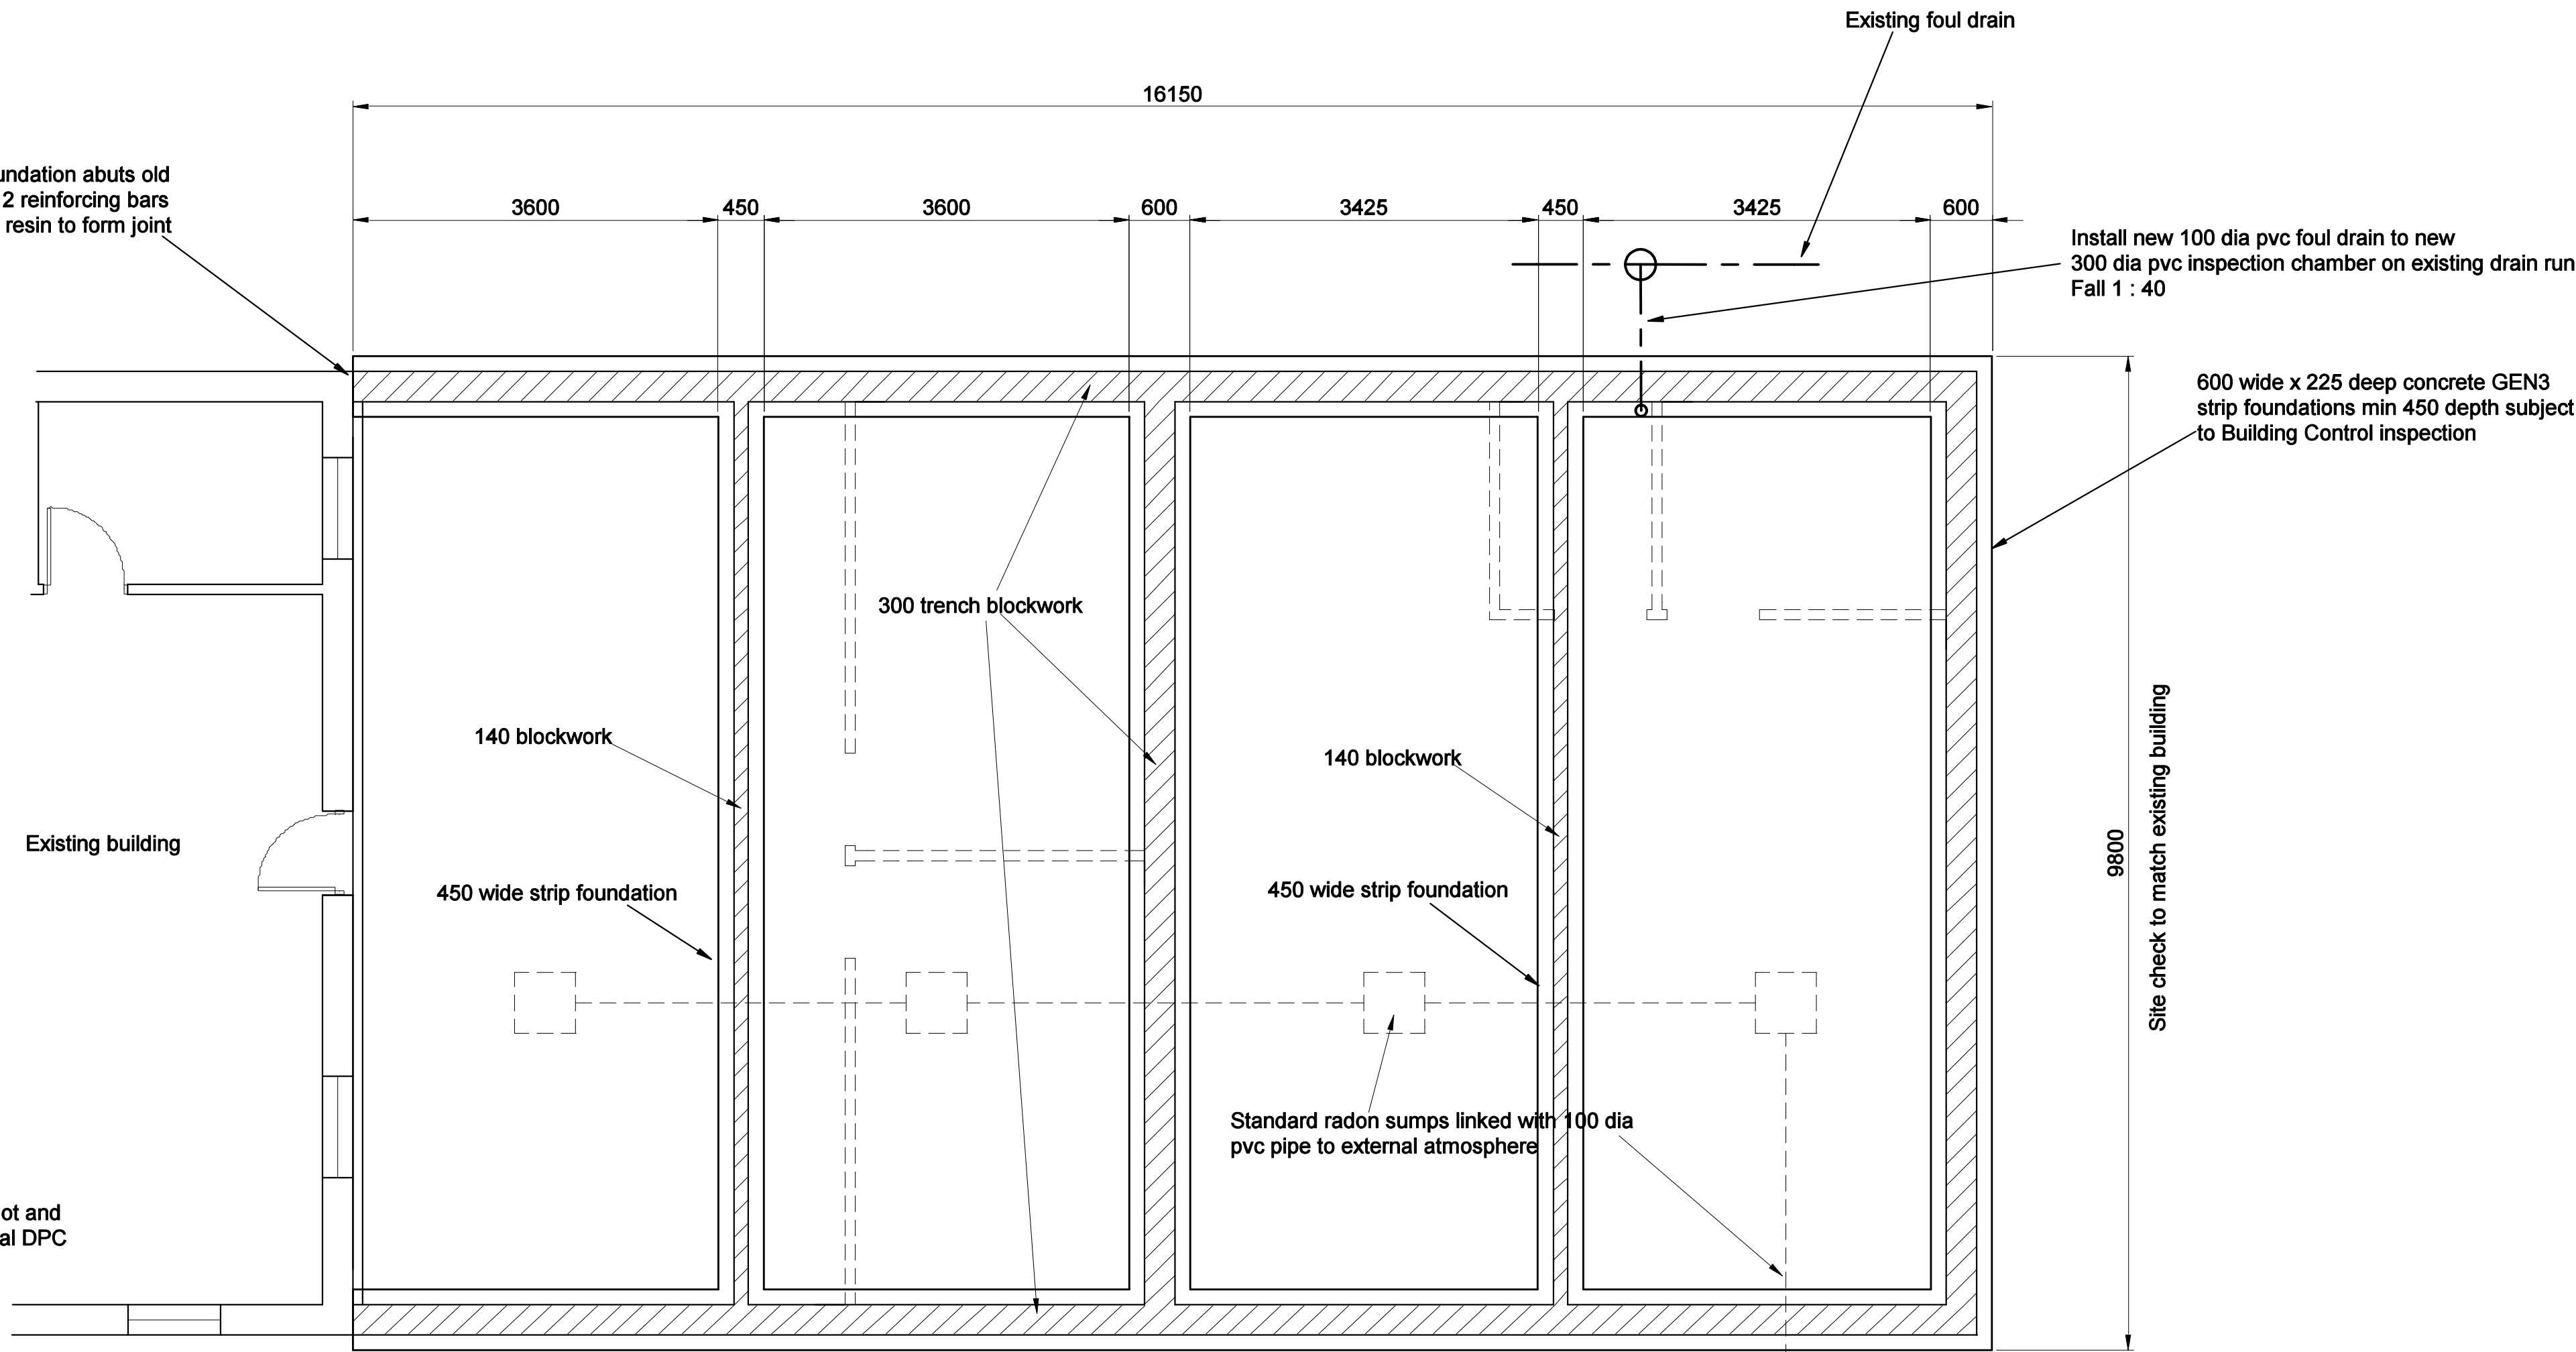 Existing foul drain
16150
undation abuts old
2 reinforcing bars
resin to form joint
3600
450
3600
600
3425
450
3425
600
Install new 100 dia pvc foul drain to new
300 dia pvc inspection chamber on existing drain run
Fall 1 : 40
600 wide x 225 deep concrete GEN3
strip foundations min 450 depth subject
to Building Control inspection
300 trench blockwork
140 blockwork
140 blockwork
Existing building
450 wide strip foundation
450 wide strip foundation
9800
Site check to match existing building
Standard radon sumps linked with 100 dia
pvc pipe to external atmosphere
ot and
al DPC